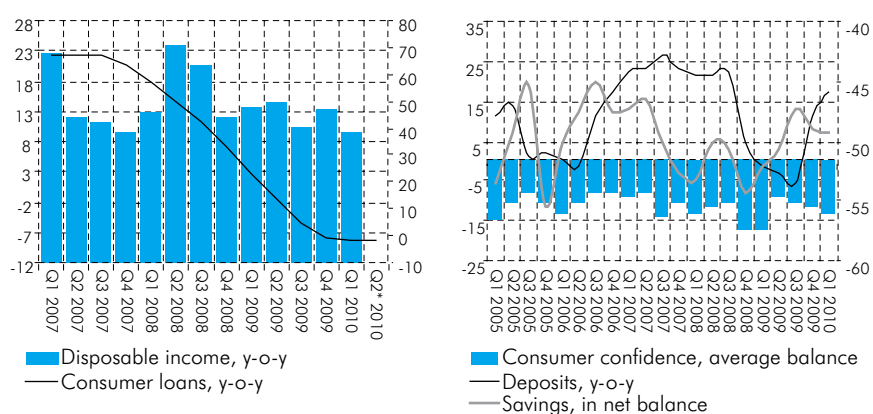 28
23
18
13
8
3
-2
-7
-12
80
70
60
50
40
30
20
10
0
-10
Q1 2007
Q2 2007
Q3 2007
Q4 2007
Q1 2008
Q2 2008
Q3 2008
Q4 2008
Q1 2009
Q2 2009
Q3 2009
Q4 2009
Q1 2010
Q2* 2010
Disposable income, y-o-y
Consumer loans, y-o-y
35
25
15
5
-5
-15
-25
-40
-45
-50
-55
-60
Q1 2005
Q2 2005
Q3 2005
Q4 2005
Q1 2006
Q2 2006
Q3 2006
Q4 2006
Q1 2007
Q2 2007
Q3 2007
Q4 2007
Q1 2008
Q2 2008
Q3 2008
Q4 2008
Q1 2009
Q2 2009
Q3 2009
Q4 2009
Q1 2010
Consumer confidence, average balance
Deposits, y-o-y
Savings, in net balance